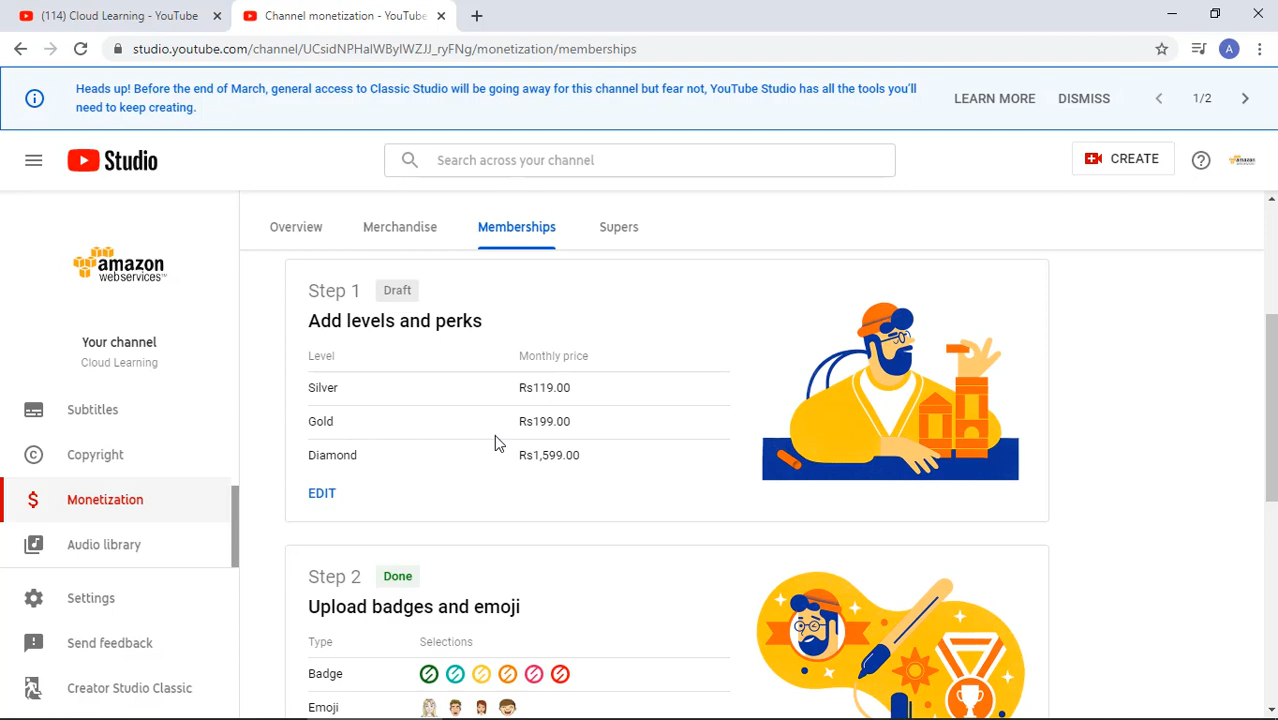 (114) Cloud Learning - YouTube
Channel monetization - YouTube
studio.youtube.com/channel/UCsidNPHalWBylWZJJ_ryFNg/monetization/memberships
A
Heads up! Before the end of March, general access to Classic Studio will be going away for this channel but fear not, YouTube Studio has all the tools you'll
need to keep creating.
LEARN MORE
DISMISS
1/2
Studio
Search across your channel
CREATE
amazon
amazon
webservices™
Your channel
Cloud Learning
Subtitles
Copyright
Monetization
Audio library
Settings
Send feedback
Creator Studio Classic
Overview
Merchandise
Memberships
Supers
Step 1 Draft
Add levels and perks
Level Monthly price
Silver Rs119.00
Gold Rs199.00
Diamond Rs1,599.00
EDIT
Step 2 Done
Upload badges and emoji
Type Selections
Badge
Emoji